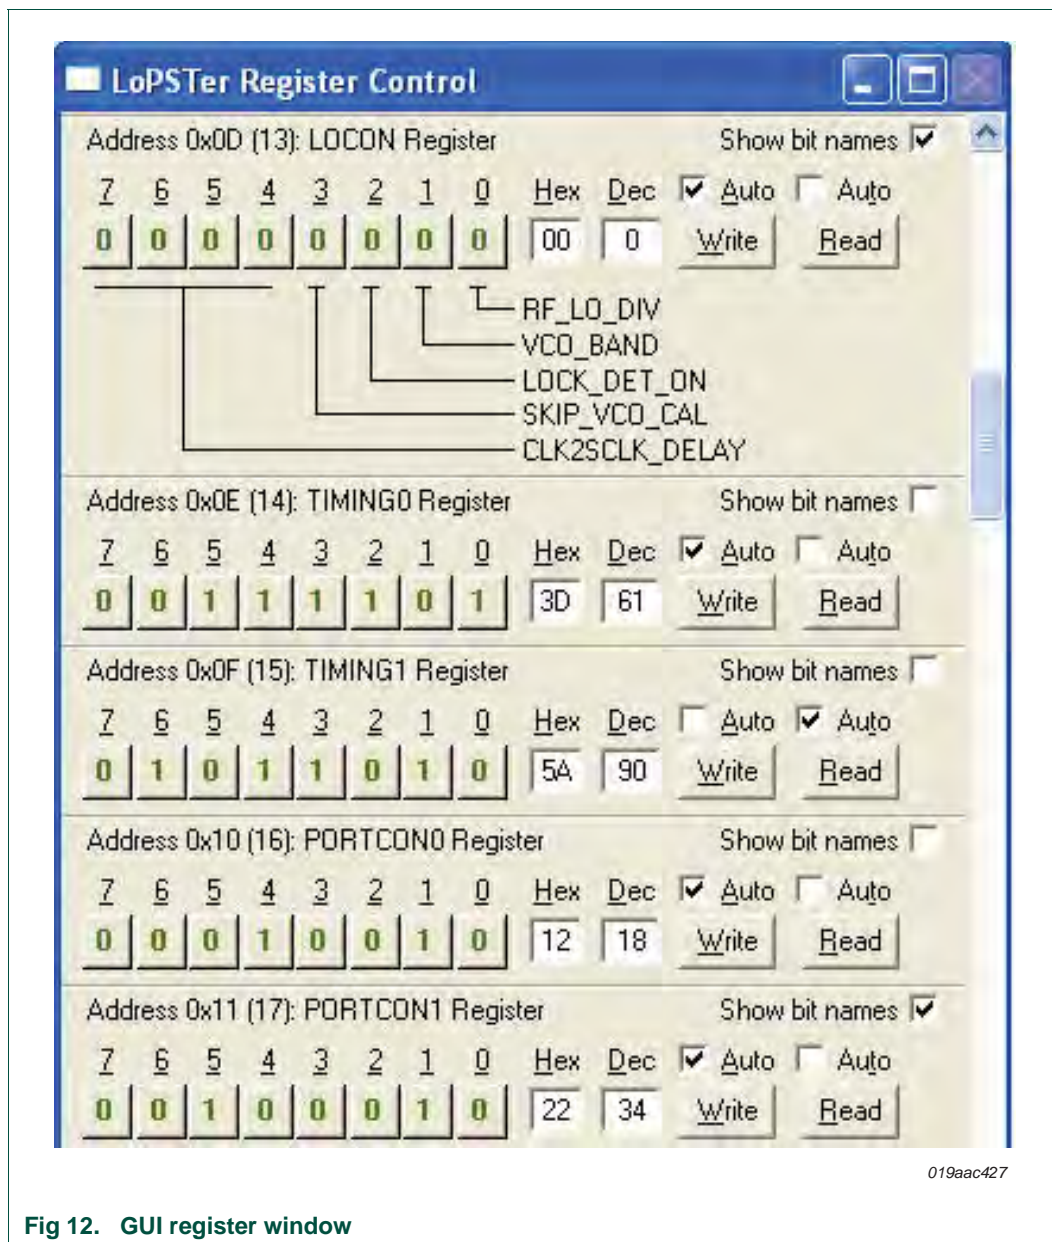 LoPSTer Register Control
Address 0x0D (13): LOCON Register Show bit names
7 6 5 4 3 2 1 0 Hex Dec Auto Auto
0 0 0 0 0 0 0 0 00 0 Write Read
RF_LO_DIV
VCO_BAND
LOCK_DET_ON
SKIP_VCO_CAL
CLK2SCLK_DELAY
Address 0x0E (14): TIMING0 Register Show bit names
7 6 5 4 3 2 1 0 Hex Dec Auto Auto
0 0 1 1 1 1 0 1 3D 61 Write Read
Address 0x0F (15): TIMING1 Register Show bit names
7 6 5 4 3 2 1 0 Hex Dec Auto Auto
0 1 0 1 1 0 1 0 5A 90 Write Read
Address 0x10 (16): PORTCON0 Register Show bit names
7 6 5 4 3 2 1 0 Hex Dec Auto Auto
0 0 0 1 0 0 1 0 12 18 Write Read
Address 0x11 (17): PORTCON1 Register Show bit names
7 6 5 4 3 2 1 0 Hex Dec Auto Auto
0 0 1 0 0 0 1 0 22 34 Write Read
019aac427
Fig 12. GUI register window